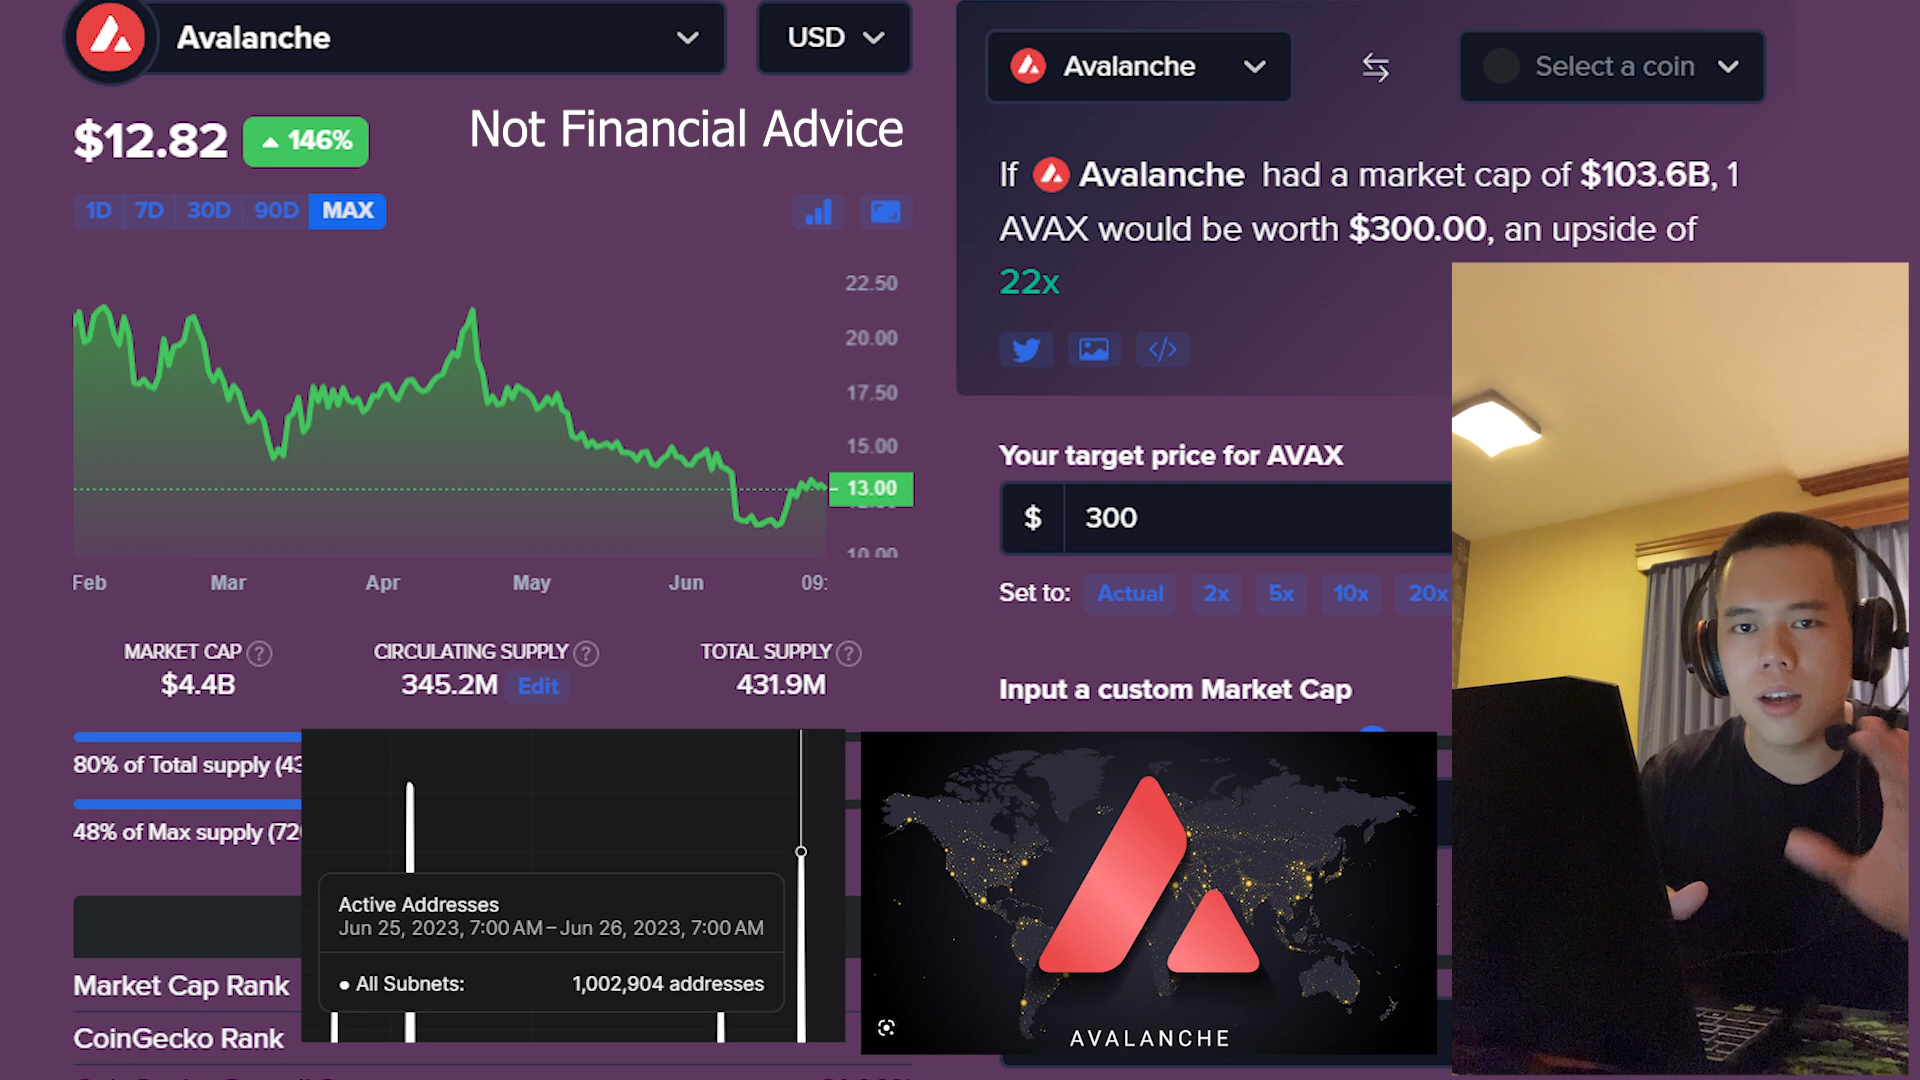 Avalanche
USD
$12.82
146%
Not Financial Advice
1D 7D 30D 90D MAX
22.50
20.00
17.50
15.00
13.00
10.00
Feb Mar Apr May Jun 09:
MARKET CAP ?
$4.4B
CIRCULATING SUPPLY ?
345.2M Edit
TOTAL SUPPLY ?
431.9M
80% of Total supply (43
48% of Max supply (72
Market Cap Rank
CoinGecko Rank
Active Addresses
Jun 25, 2023, 7:00 AM – Jun 26, 2023, 7:00 AM
• All Subnets: 1,002,904 addresses
AVALANCHE
Avalanche
Select a coin
If Avalanche had a market cap of $103.6B, 1
AVAX would be worth $300.00, an upside of
22x
Your target price for AVAX
$ 300
Set to: Actual 2x 5x 10x 20x
Input a custom Market Cap